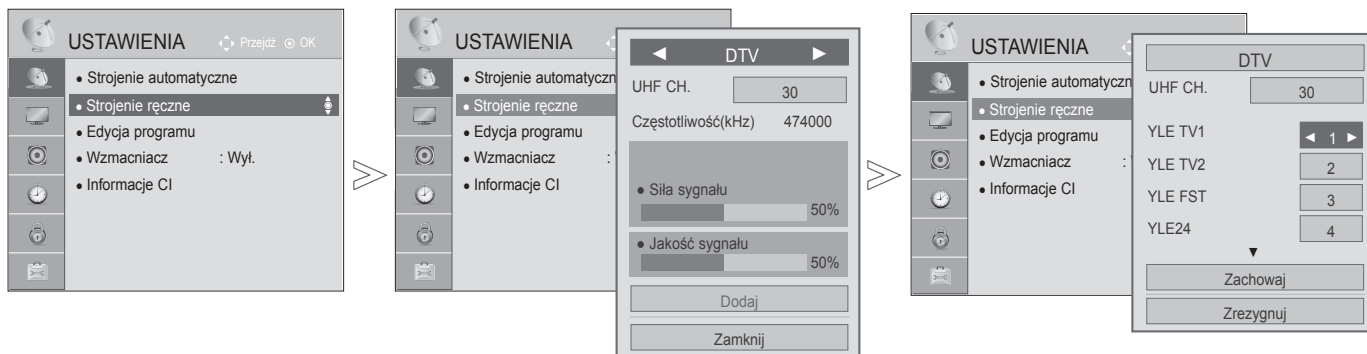 USTAWIENIA Przejdź OK
• Strojenie automatyczne
• Strojenie ręczne
• Edycja programu
• Wzmacniacz : Wył.
• Informacje CI
USTAWIENIA
• Strojenie automatyczn
• Strojenie ręczne
• Edycja programu
• Wzmacniacz :
• Informacje CI
◄ DTV ►
UHF CH. 30
Częstotliwość(kHz) 474000
• Siła sygnału
50%
• Jakość sygnału
50%
Dodaj
Zamknij
USTAWIENIA
• Strojenie automatyczn
• Strojenie ręczne
• Edycja programu
• Wzmacniacz :
• Informacje CI
DTV
UHF CH. 30
YLE TV1 ◄ 1 ►
YLE TV2 2
YLE FST 3
YLE24 4
▼
Zachowaj
Zrezygnuj